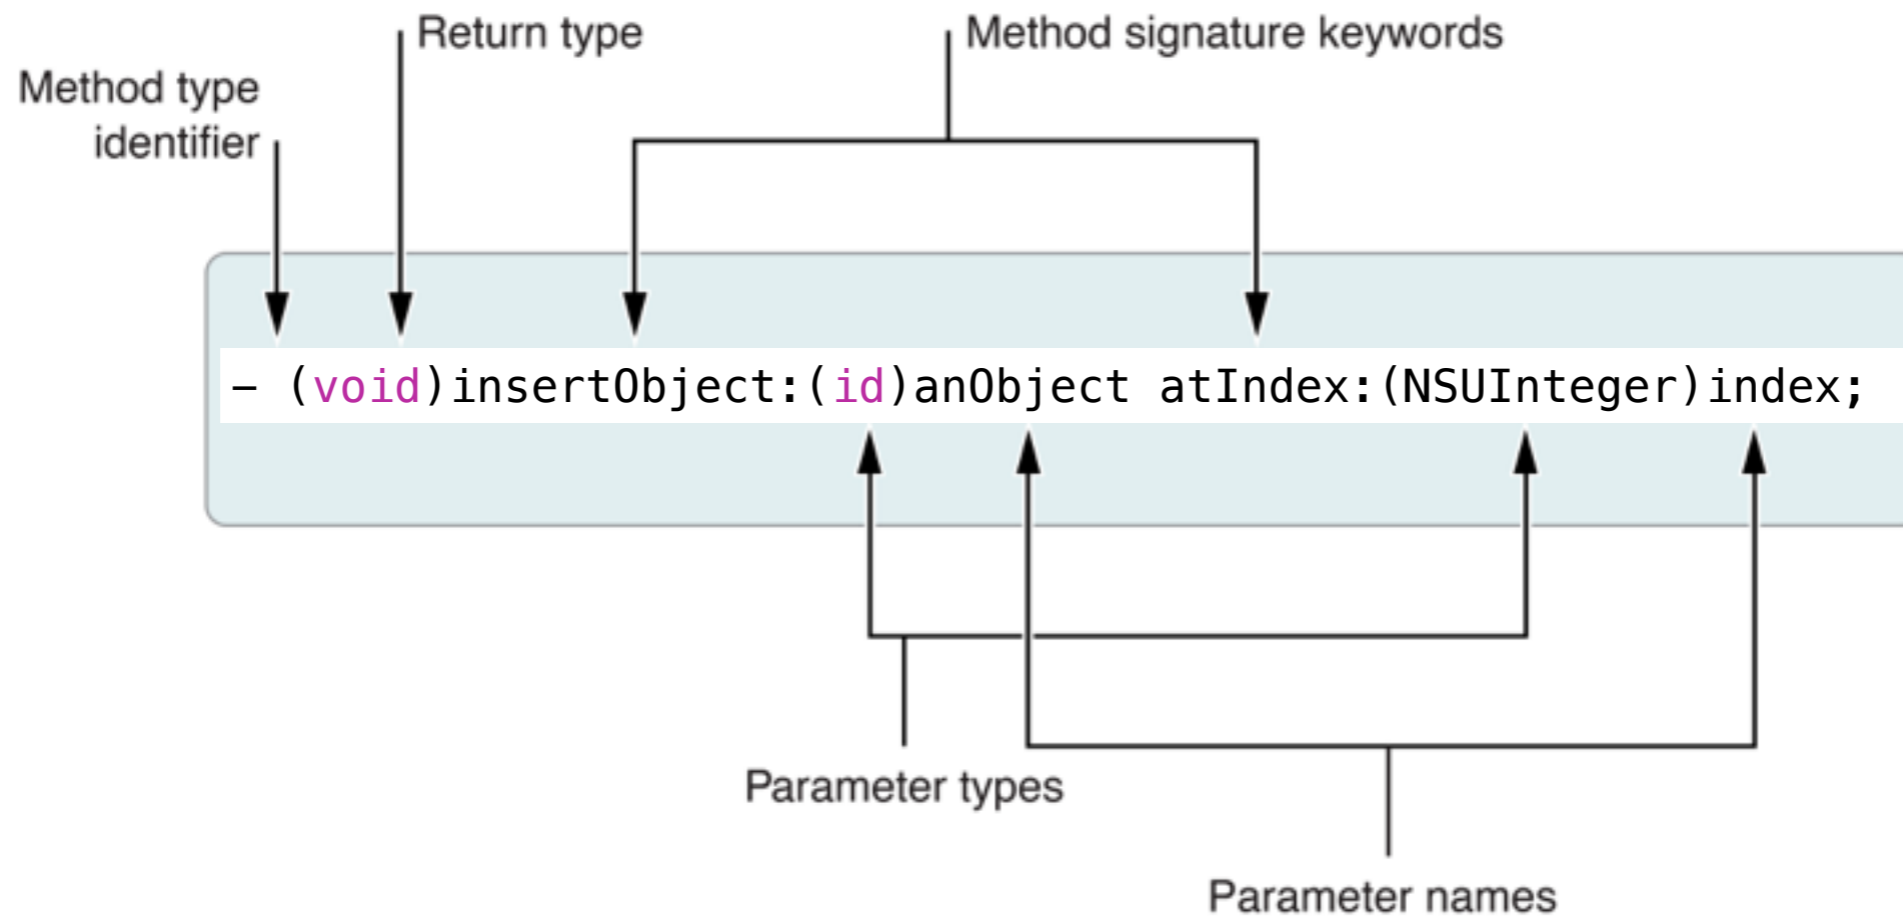 Return type
Method signature keywords
Method type
identifier
- (void)insertObject:(id)anObject atIndex:(NSUInteger)index;
Parameter types
Parameter names